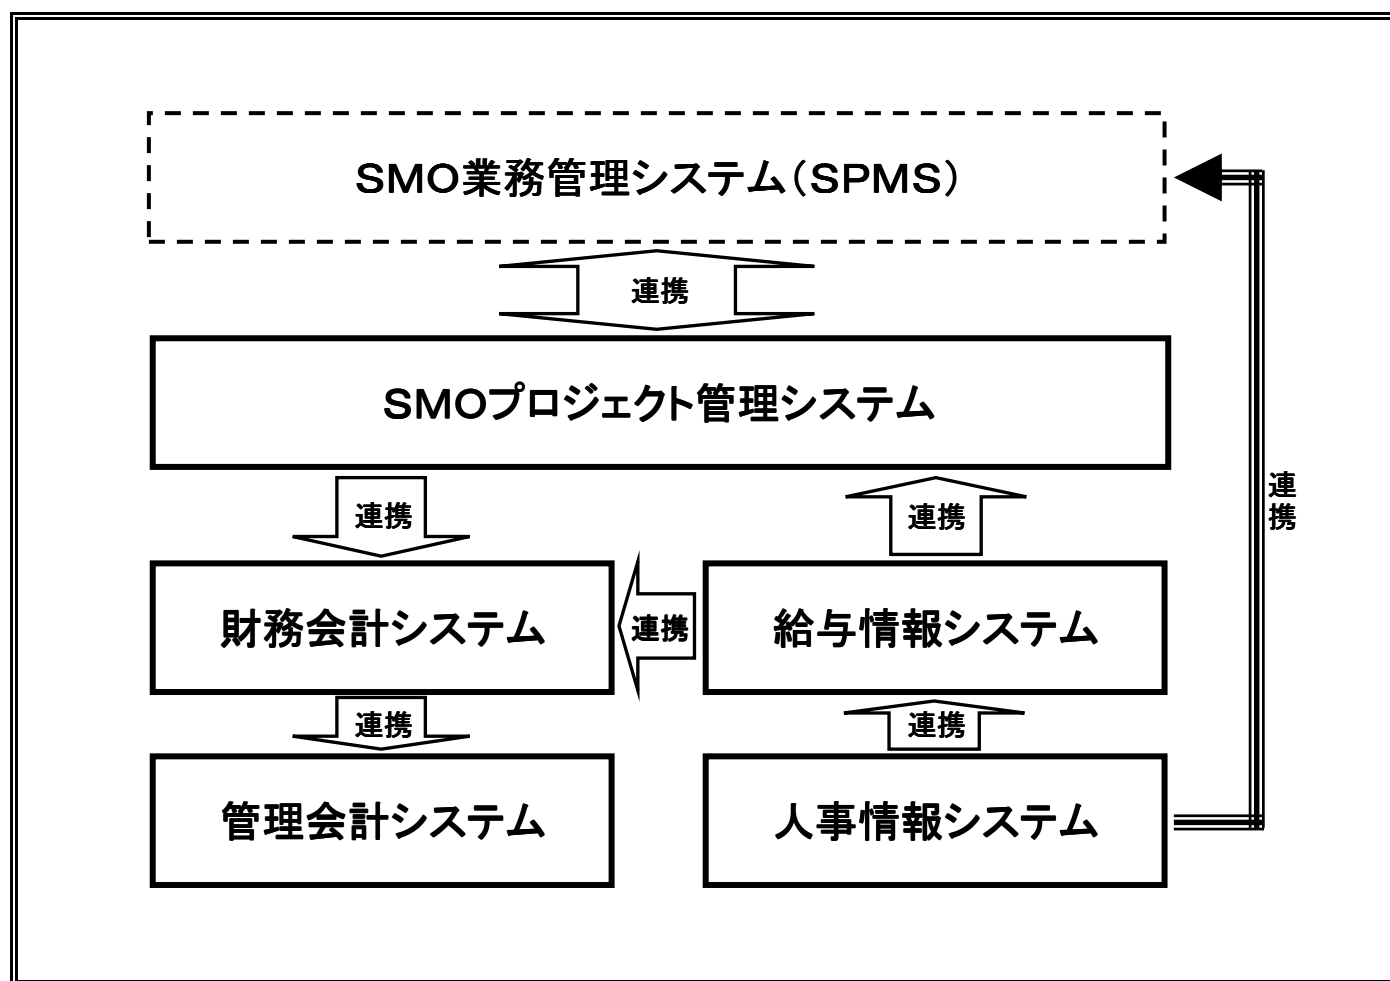 SMO業務管理システム(SPMS)
連携
SMOプロジェクト管理システム
連携
連携
連携
財務会計システム
連携
給与情報システム
連携
連携
管理会計システム
人事情報システム